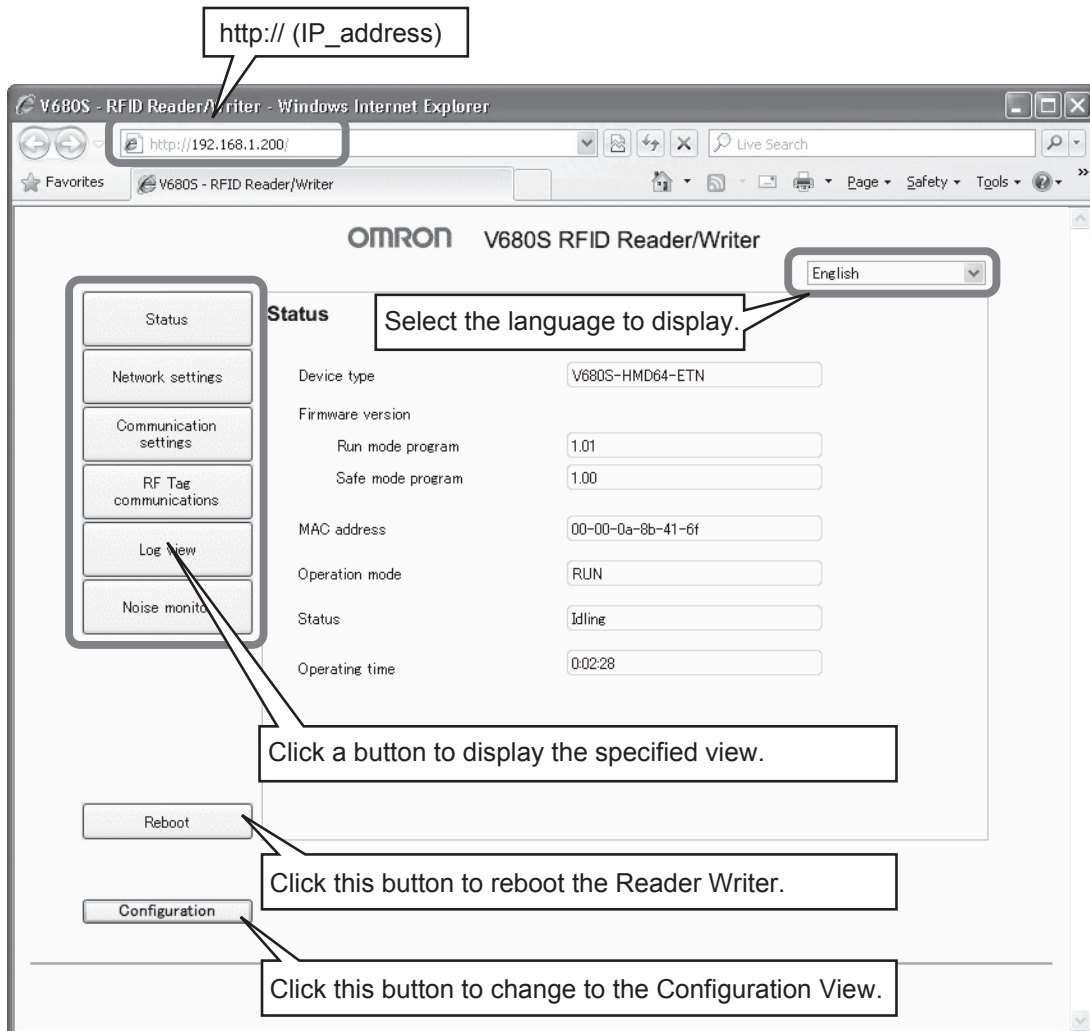 http:// (IP_address)
V680S - RFID Reader/Writer - Windows Internet Explorer
http://192.168.1.200/
Live Search
Favorites
V680S - RFID Reader/Writer
Page
Safety
Tools
OMRON V680S RFID Reader/Writer
English
Select the language to display.
Status
Network settings
Communication
settings
RF Tag
communications
Log view
Noise monitor
Status
Device type V680S-HMD64-ETN
Firmware version
Run mode program 1.01
Safe mode program 1.00
MAC address 00-00-0a-8b-41-6f
Operation mode RUN
Status Idling
Operating time 0:02:28
Click a button to display the specified view.
Reboot
Click this button to reboot the Reader Writer.
Configuration
Click this button to change to the Configuration View.